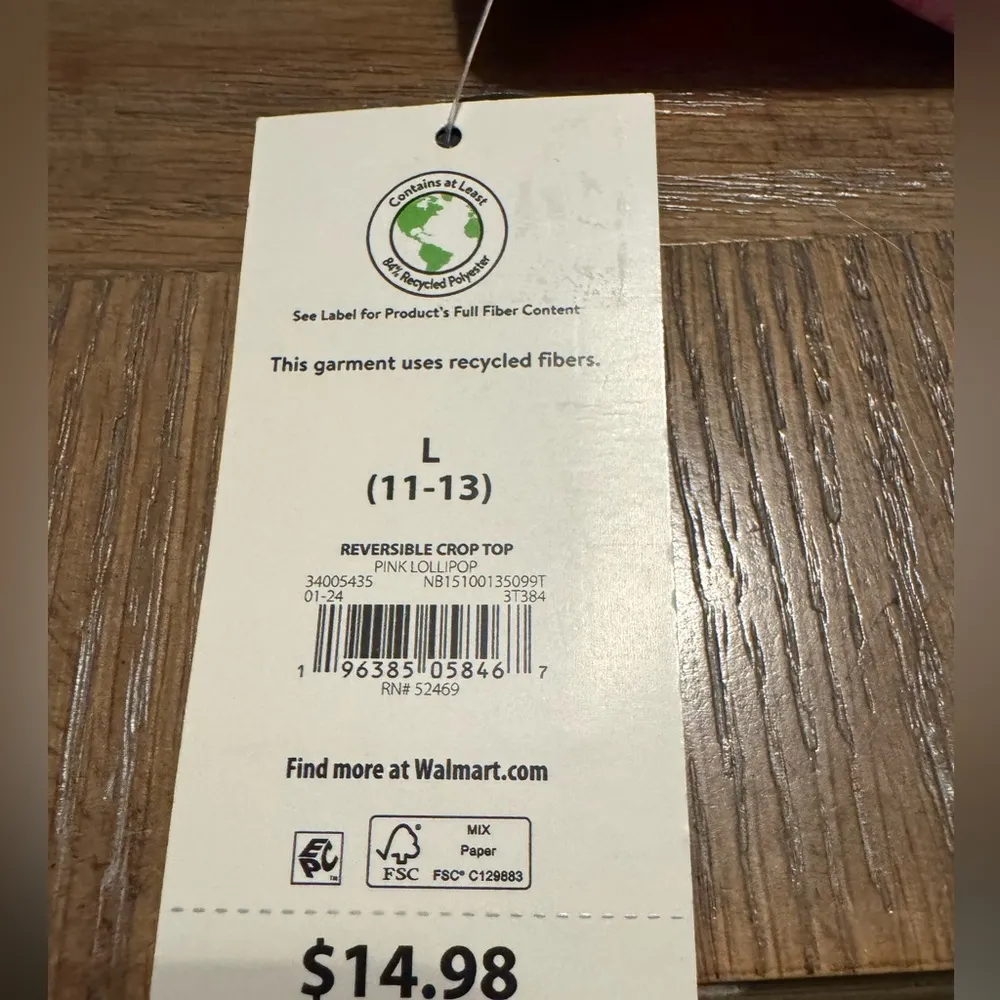 Contains at Least
84% Recycled Polyester
See Label for Product's Full Fiber Content
This garment uses recycled fibers.
L
(11-13)
REVERSIBLE CROP TOP
PINK LOLLIPOP
34005435 NB15100135099T
01-24 3T384
1 96385 05846 7
RN# 52469
Find more at Walmart.com
EPC™
FSC®
MIX
Paper
FSC® C129883
$14.98